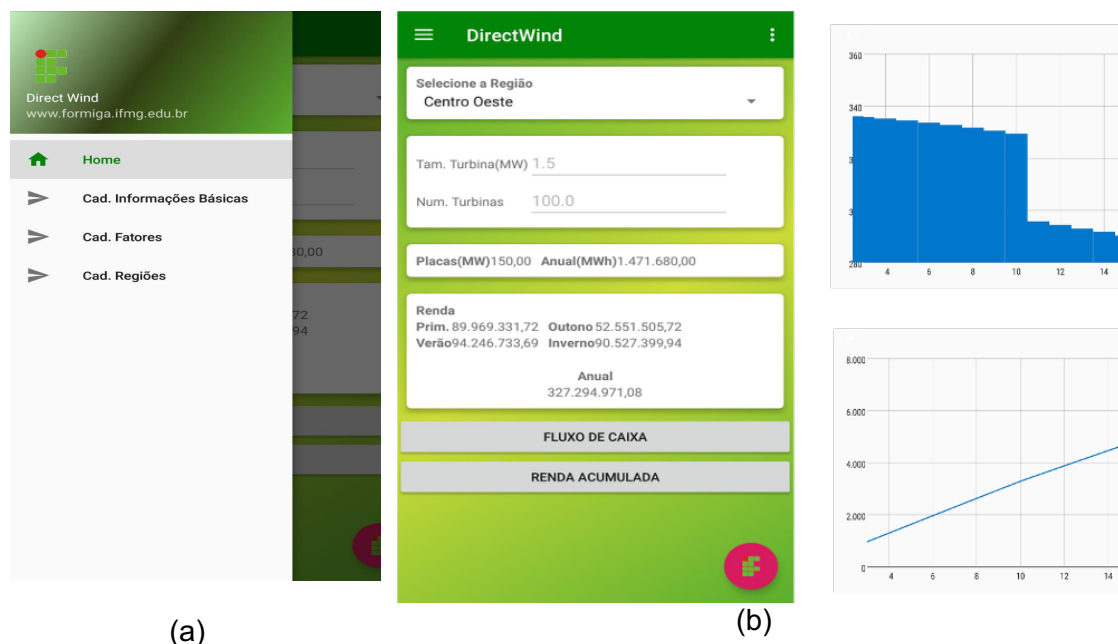 Direct Wind
www.formiga.ifmg.edu.br
Home
Cad. Informações Básicas
Cad. Fatores
Cad. Regiões
30,00
72
94
(a)
DirectWind
Selecione a Região
Centro Oeste
Tam. Turbina(MW) 1.5
Num. Turbinas 100.0
Placas(MW)150,00 Anual(MWh)1.471.680,00
Renda
Prim. 89.969.331,72 Outono 52.551.505,72
Verão94.246.733,69 Inverno90.527.399,94
Anual
327.294.971,08
FLUXO DE CAIXA
RENDA ACUMULADA
(b)
360
340
3
3
280
4 6 8 10 12 14
8.000
6.000
4.000
2.000
0
4 6 8 10 12 14